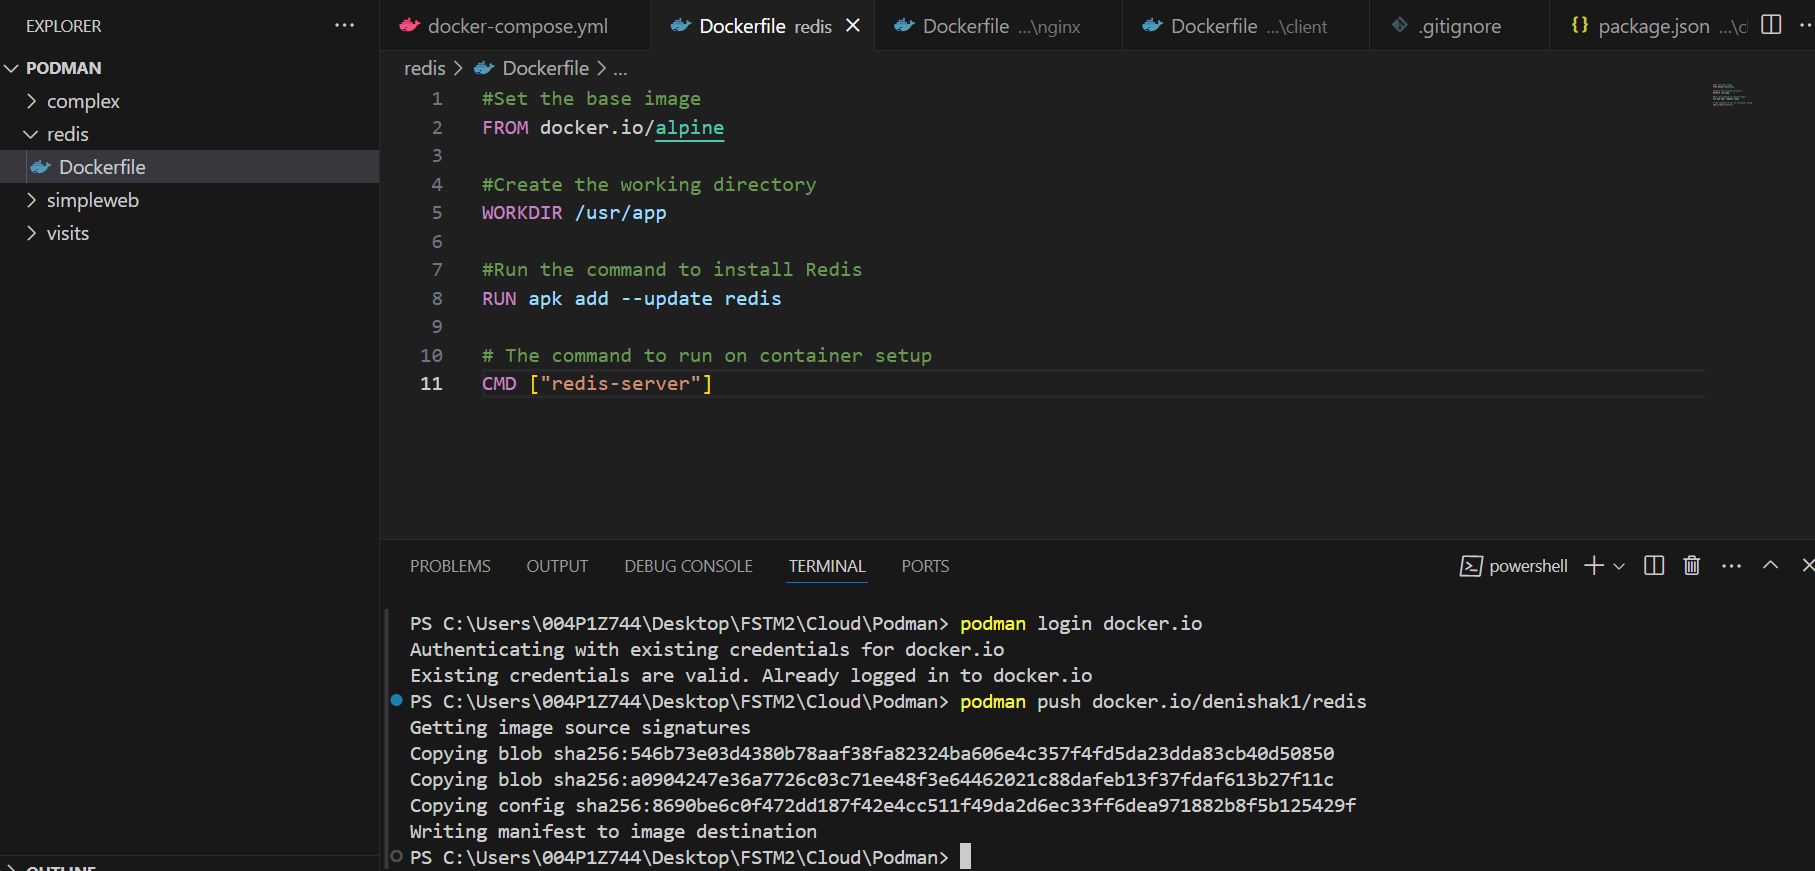 EXPLORER
PODMAN
complex
redis
Dockerfile
simpleweb
visits
OUTLINE
docker-compose.yml
Dockerfile redis
Dockerfile ...\nginx
Dockerfile ...\client
.gitignore
{} package.json ...\c
redis > Dockerfile > ...
1 #Set the base image
2 FROM docker.io/alpine
3
4 #Create the working directory
5 WORKDIR /usr/app
6
7 #Run the command to install Redis
8 RUN apk add --update redis
9
10 # The command to run on container setup
11 CMD ["redis-server"]
PROBLEMS OUTPUT DEBUG CONSOLE TERMINAL PORTS
powershell
PS C:\Users\004P1Z744\Desktop\FSTM2\Cloud\Podman> podman login docker.io
Authenticating with existing credentials for docker.io
Existing credentials are valid. Already logged in to docker.io
PS C:\Users\004P1Z744\Desktop\FSTM2\Cloud\Podman> podman push docker.io/denishak1/redis
Getting image source signatures
Copying blob sha256:546b73e03d4380b78aaf38fa82324ba606e4c357f4fd5da23dda83cb40d50850
Copying blob sha256:a0904247e36a7726c03c71ee48f3e64462021c88dafeb13f37fdaf613b27f11c
Copying config sha256:8690be6c0f472dd187f42e4cc511f49da2d6ec33ff6dea971882b8f5b125429f
Writing manifest to image destination
PS C:\Users\004P1Z744\Desktop\FSTM2\Cloud\Podman>